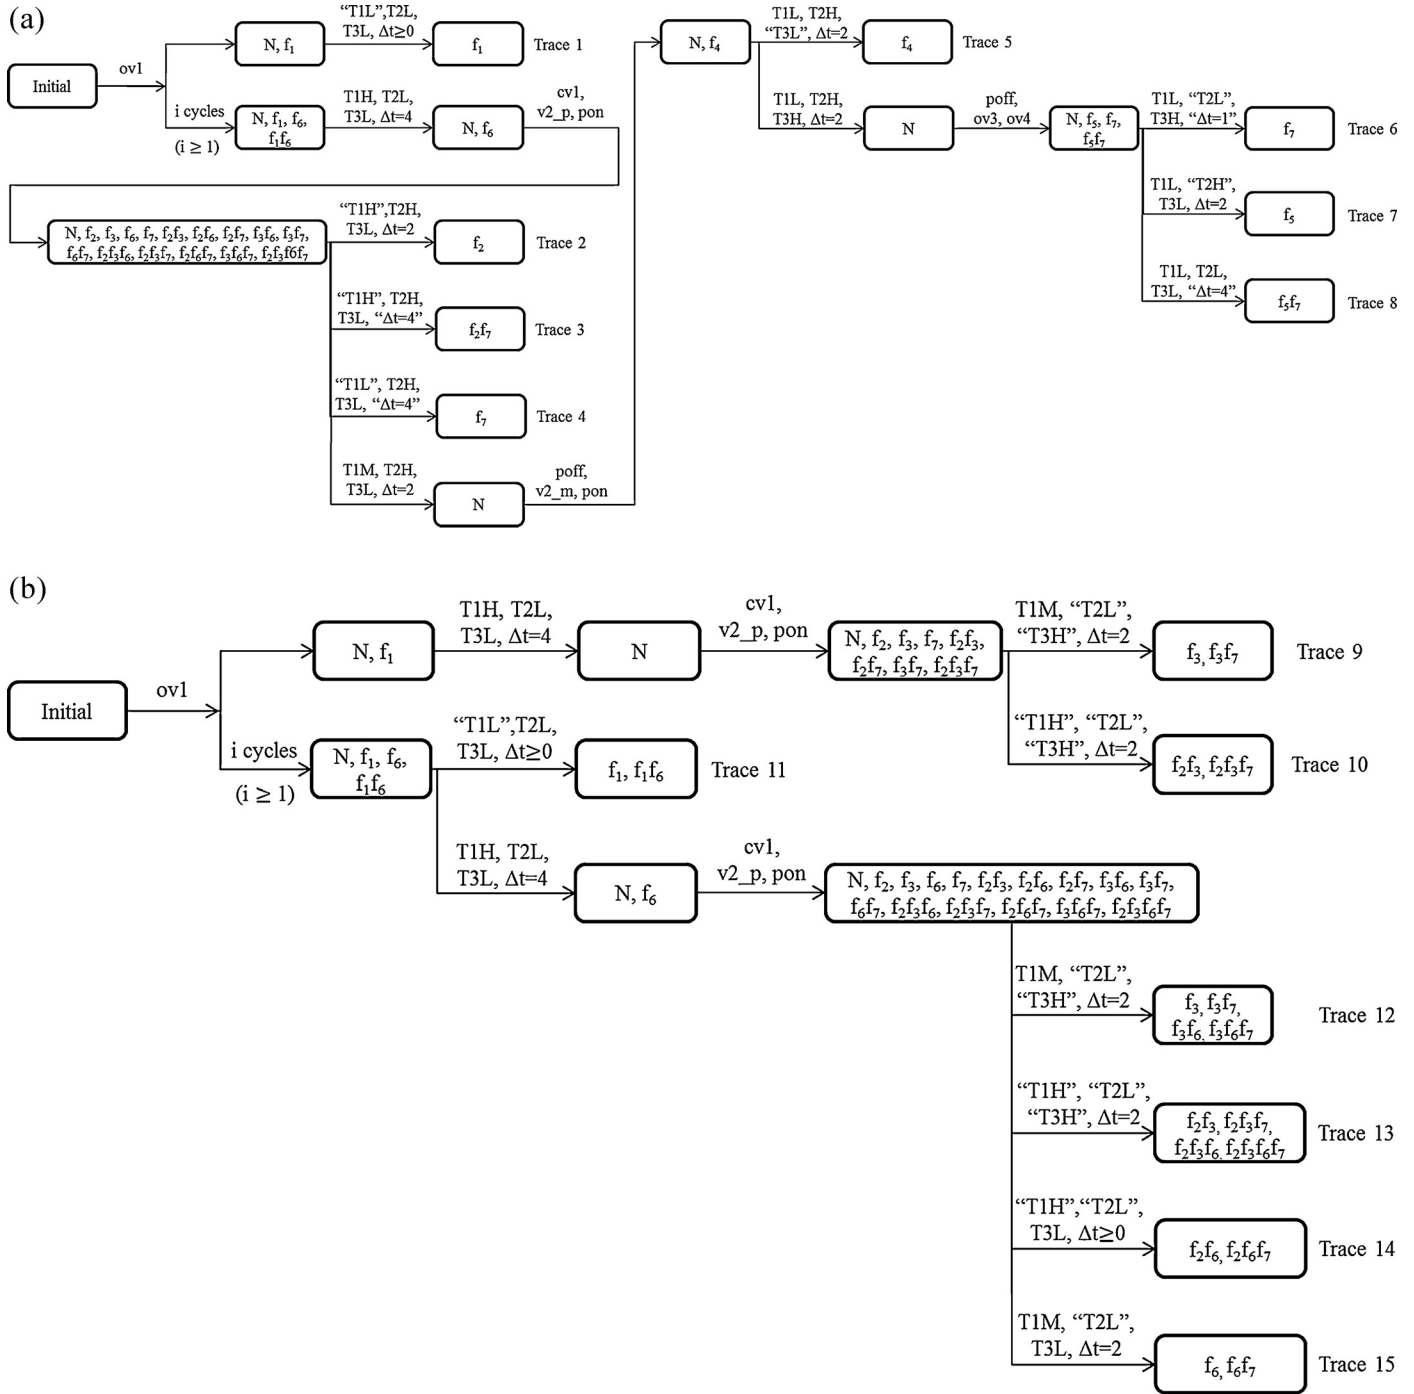 (a)
Initial
ov1
N, f1
“T1L”,T2L,
T3L, Δt≥0
f1
Trace 1
i cycles
(i ≥ 1)
N, f1, f6,
f1f6
T1H, T2L,
T3L, Δt=4
N, f6
cv1,
v2_p, pon
N, f2, f3, f6, f7, f2f3, f2f6, f2f7, f3f6, f3f7,
f6f7, f2f3f6, f2f3f7, f2f6f7, f3f6f7, f2f3f6f7
“T1H”,T2H,
T3L, Δt=2
f2
Trace 2
“T1H”, T2H,
T3L, “Δt=4”
f2f7
Trace 3
“T1L”, T2H,
T3L, “Δt=4”
f7
Trace 4
T1M, T2H,
T3L, Δt=2
N
poff,
v2_m, pon
N, f4
T1L, T2H,
“T3L”, Δt=2
f4
Trace 5
T1L, T2H,
T3H, Δt=2
N
poff,
ov3, ov4
N, f5, f7,
f5f7
T1L, “T2L”,
T3H, “Δt=1”
f7
Trace 6
T1L, “T2H”,
T3L, Δt=2
f5
Trace 7
T1L, T2L,
T3L, “Δt=4”
f5f7
Trace 8
(b)
Initial
ov1
N, f1
T1H, T2L,
T3L, Δt=4
N
cv1,
v2_p, pon
N, f2, f3, f7, f2f3,
f2f7, f3f7, f2f3f7
T1M, “T2L”,
“T3H”, Δt=2
f3, f3f7
Trace 9
“T1H”, “T2L”,
“T3H”, Δt=2
f2f3, f2f3f7
Trace 10
i cycles
(i ≥ 1)
N, f1, f6,
f1f6
“T1L”,T2L,
T3L, Δt≥0
f1, f1f6
Trace 11
T1H, T2L,
T3L, Δt=4
N, f6
cv1,
v2_p, pon
N, f2, f3, f6, f7, f2f3, f2f6, f2f7, f3f6, f3f7,
f6f7, f2f3f6, f2f3f7, f2f6f7, f3f6f7, f2f3f6f7
T1M, “T2L”,
“T3H”, Δt=2
f3, f3f7,
f3f6, f3f6f7
Trace 12
“T1H”, “T2L”,
“T3H”, Δt=2
f2f3, f2f3f7,
f2f3f6, f2f3f6f7
Trace 13
“T1H”,“T2L”,
T3L, Δt≥0
f2f6, f2f6f7
Trace 14
T1M, “T2L”,
T3L, Δt=2
f6, f6f7
Trace 15